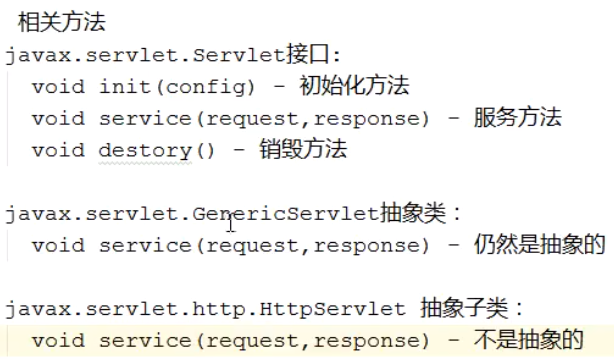 相关方法
javax.servlet.Servlet接口:
void init(config) - 初始化方法
void service(request,response) - 服务方法
void destory() - 销毁方法
javax.servlet.GenericServlet抽象类：
void service(request,response) - 仍然是抽象的
javax.servlet.http.HttpServlet 抽象子类：
void service(request,response) - 不是抽象的